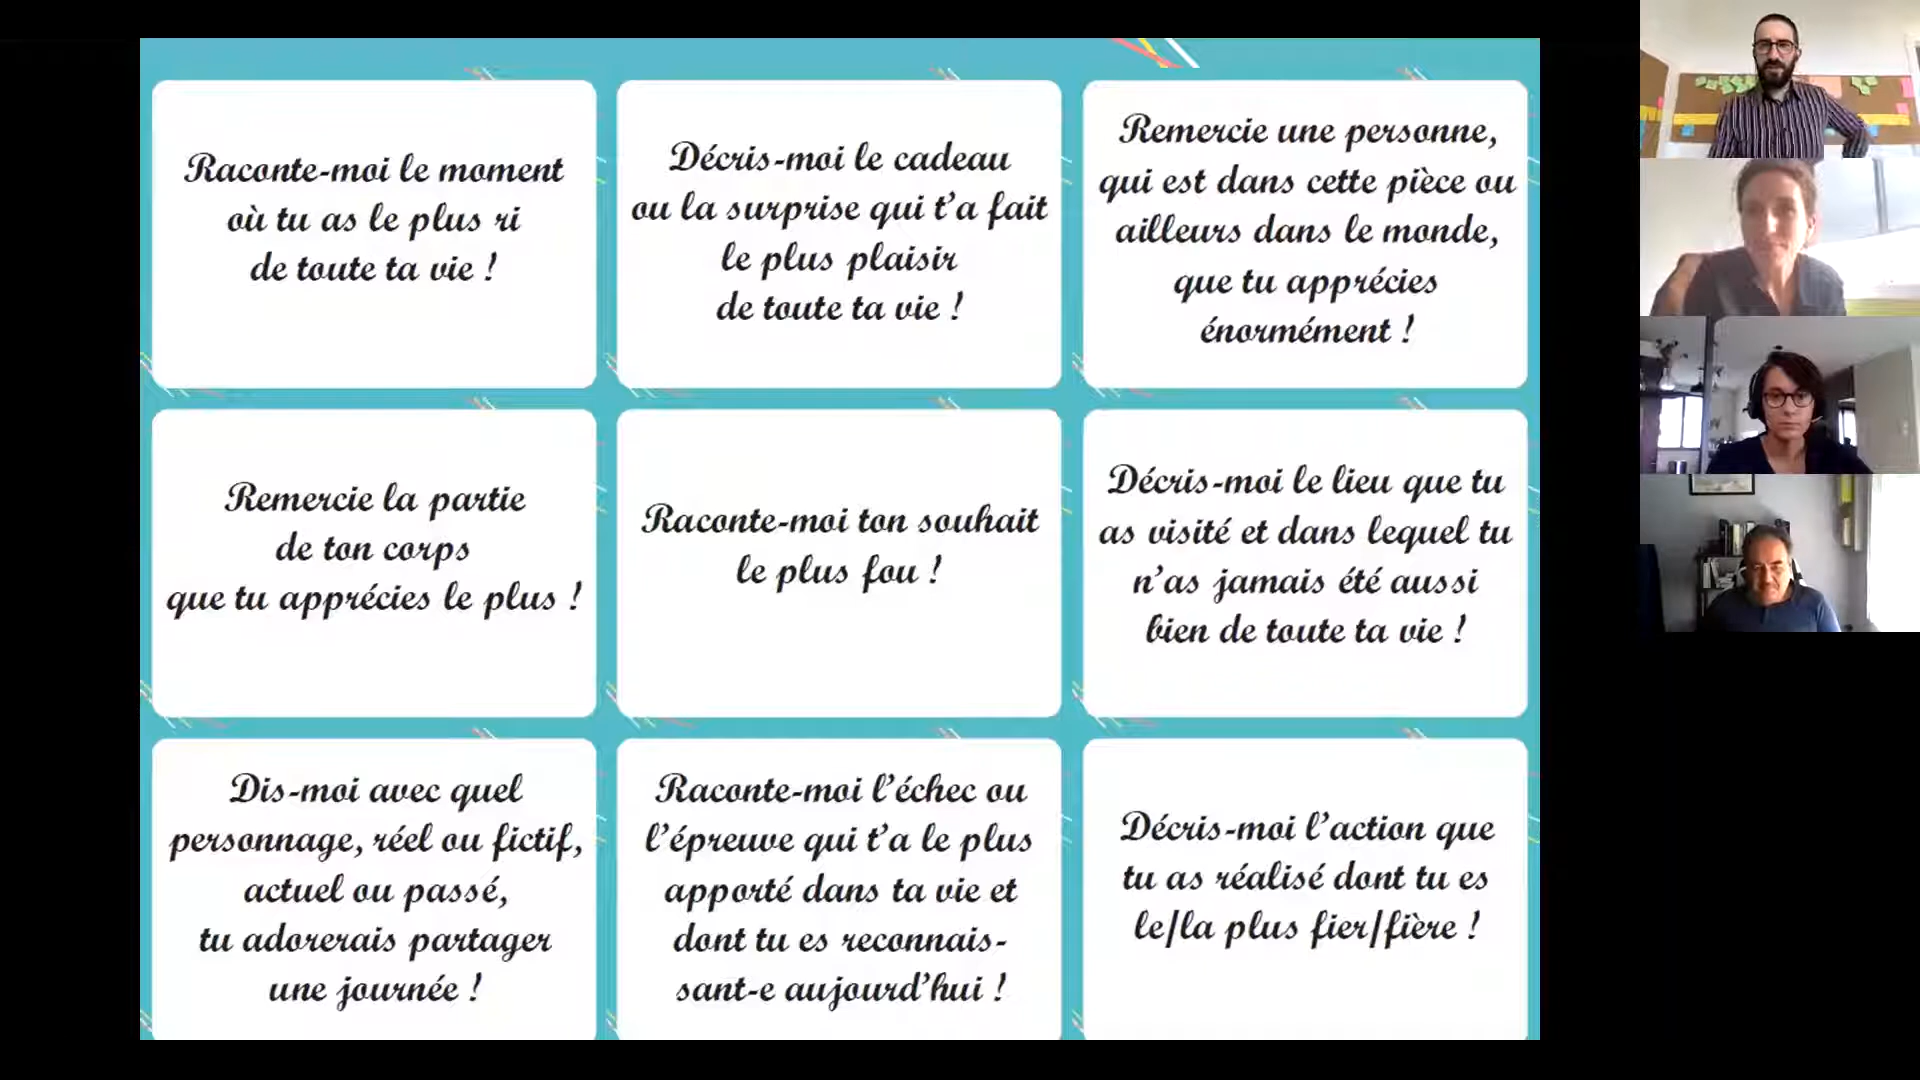 Raconte-moi le moment
où tu as le plus ri
de toute ta vie !
Décris-moi le cadeau
ou la surprise qui t'a fait
le plus plaisir
de toute ta vie !
Remercie une personne,
qui est dans cette pièce ou
ailleurs dans le monde,
que tu apprécies
énormément !
Remercie la partie
de ton corps
que tu apprécies le plus !
Raconte-moi ton souhait
le plus fou !
Décris-moi le lieu que tu
as visité et dans lequel tu
n'as jamais été aussi
bien de toute ta vie !
Dis-moi avec quel
personnage, réel ou fictif,
actuel ou passé,
tu adorerais partager
une journée !
Raconte-moi l'échec ou
l'épreuve qui t'a le plus
apporté dans ta vie et
dont tu es reconnais-
sant-e aujourd'hui !
Décris-moi l'action que
tu as réalisé dont tu es
le/la plus fier/fière !